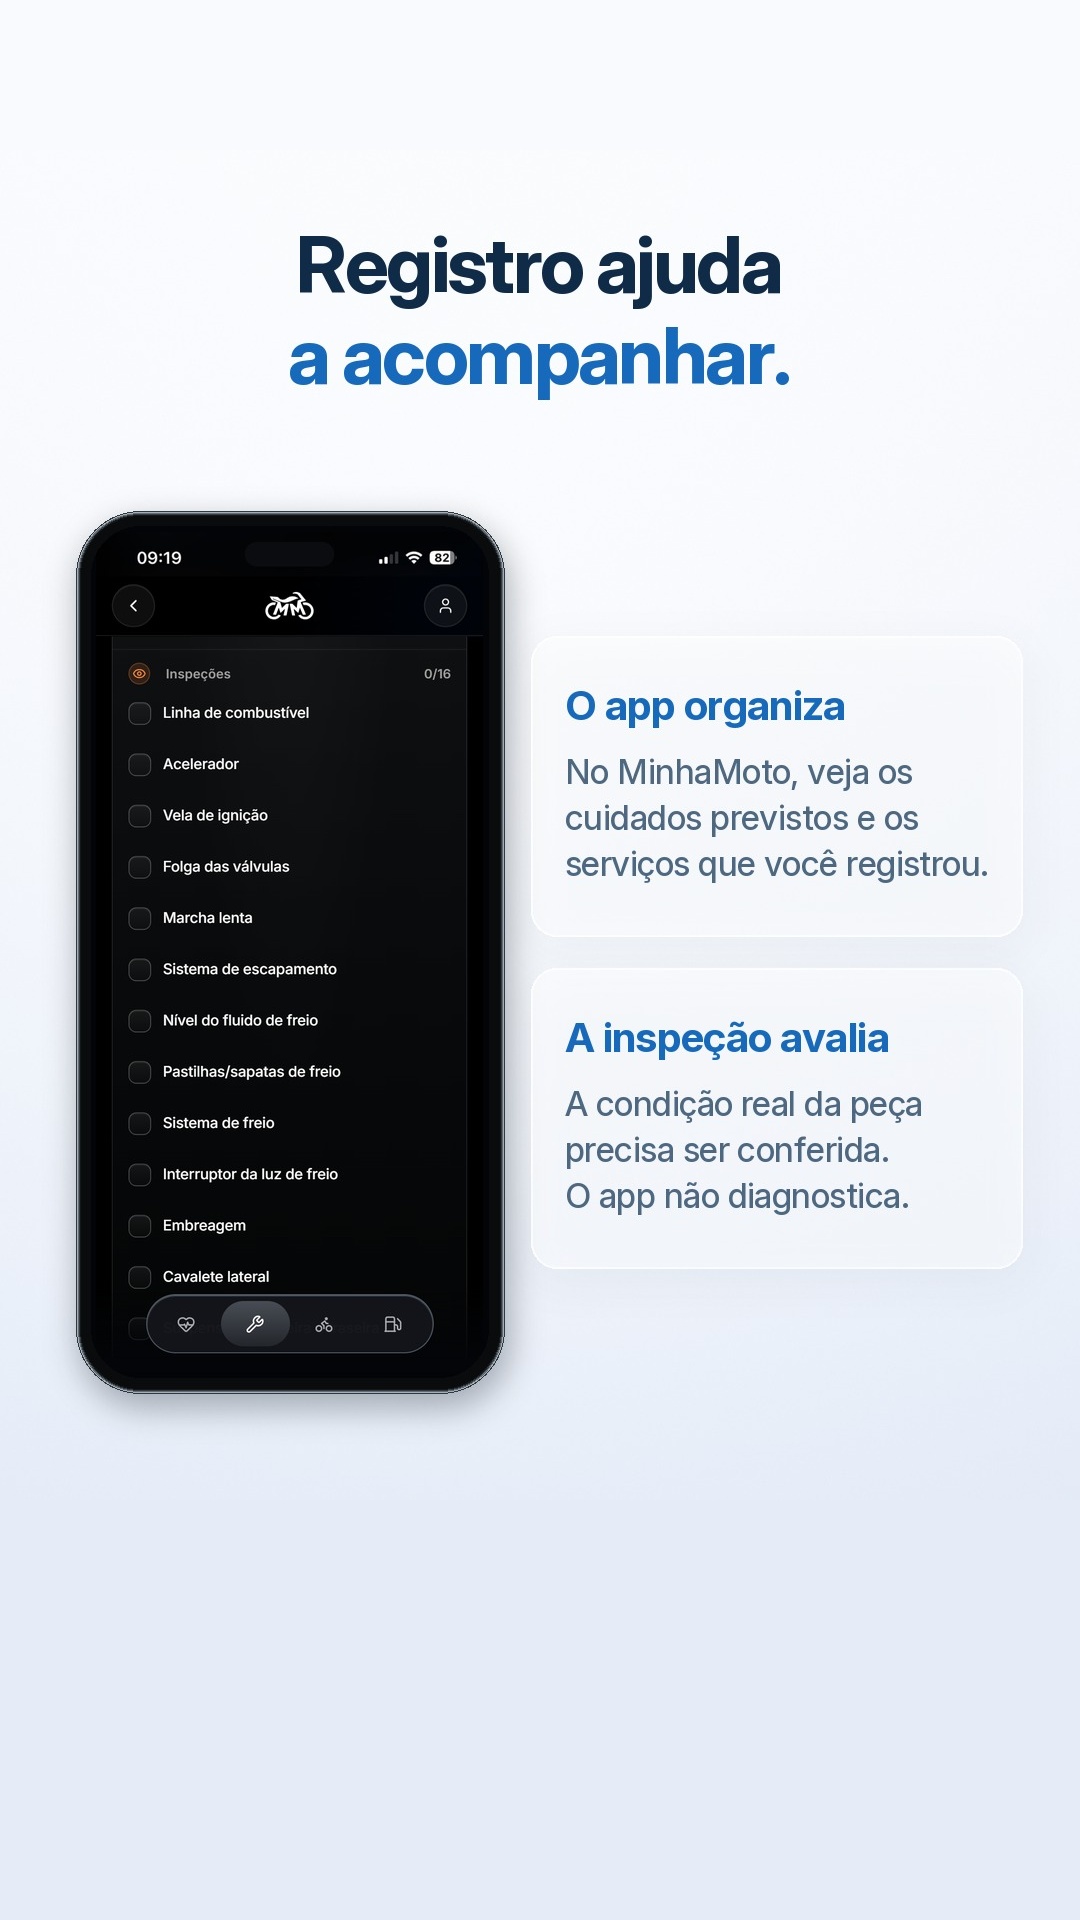 Registro ajuda
a acompanhar.
09:19
82
MM
Inspeções
0/16
Linha de combustível
Acelerador
Vela de ignição
Folga das válvulas
Marcha lenta
Sistema de escapamento
Nível do fluido de freio
Pastilhas/sapatas de freio
Sistema de freio
Interruptor da luz de freio
Embreagem
Cavalete lateral
O app organiza
No MinhaMoto, veja os
cuidados previstos e os
serviços que você registrou.
A inspeção avalia
A condição real da peça
precisa ser conferida.
O app não diagnostica.